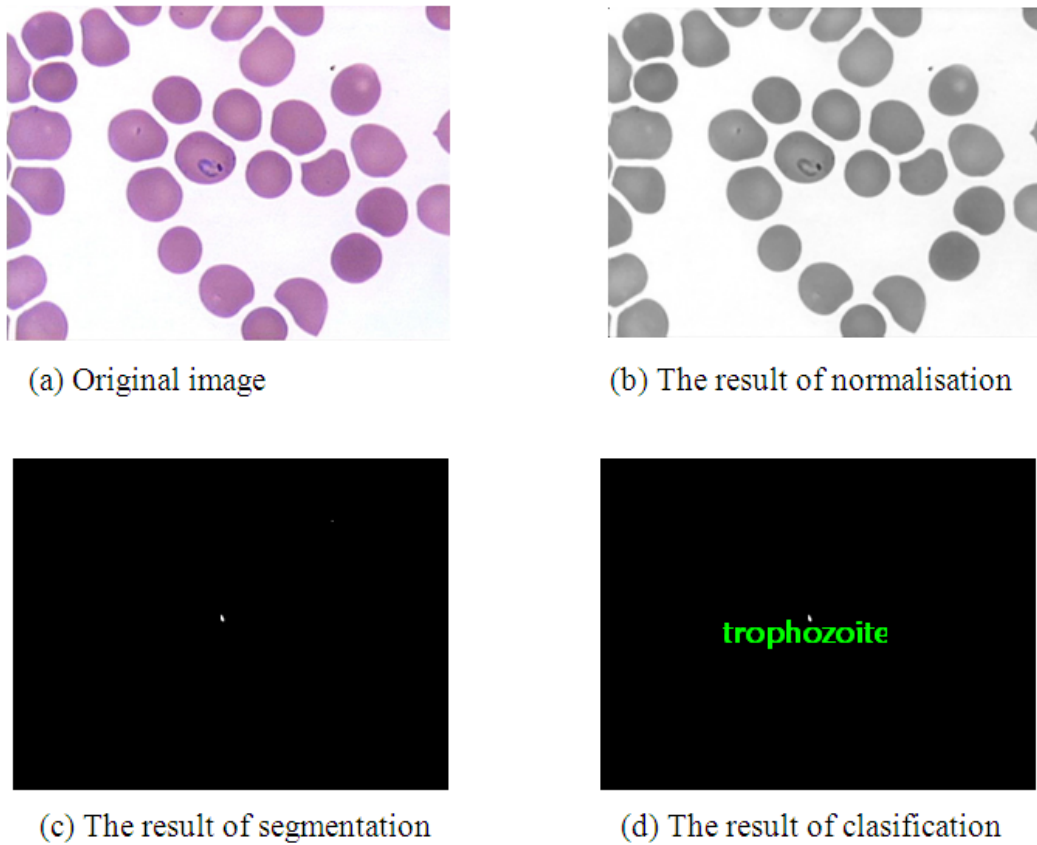 (a) Original image
(b) The result of normalisation
trophozoite
(c) The result of segmentation
(d) The result of clasification